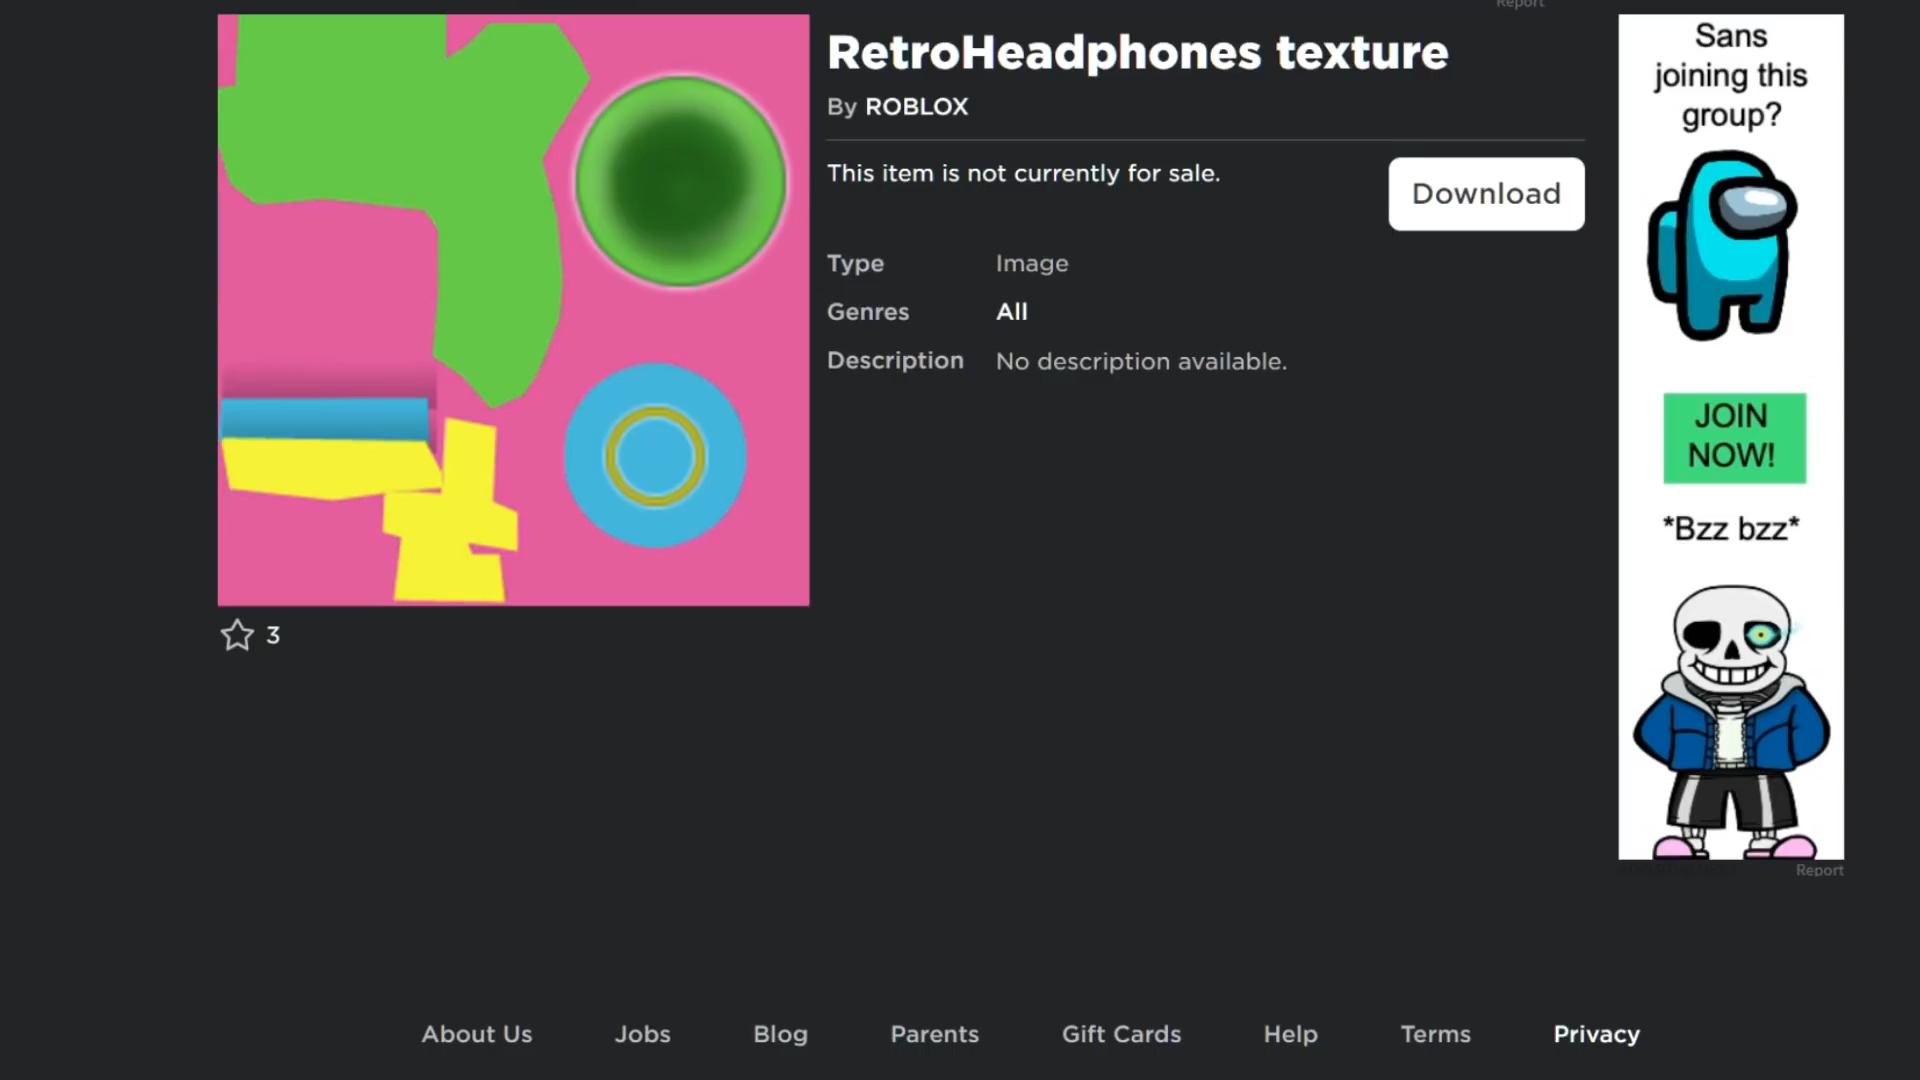 Report
RetroHeadphones texture
By ROBLOX
This item is not currently for sale.
Download
Type Image
Genres All
Description No description available.
3
Sans
joining this
group?
JOIN
NOW!
*Bzz bzz*
Report
About Us Jobs Blog Parents Gift Cards Help Terms Privacy